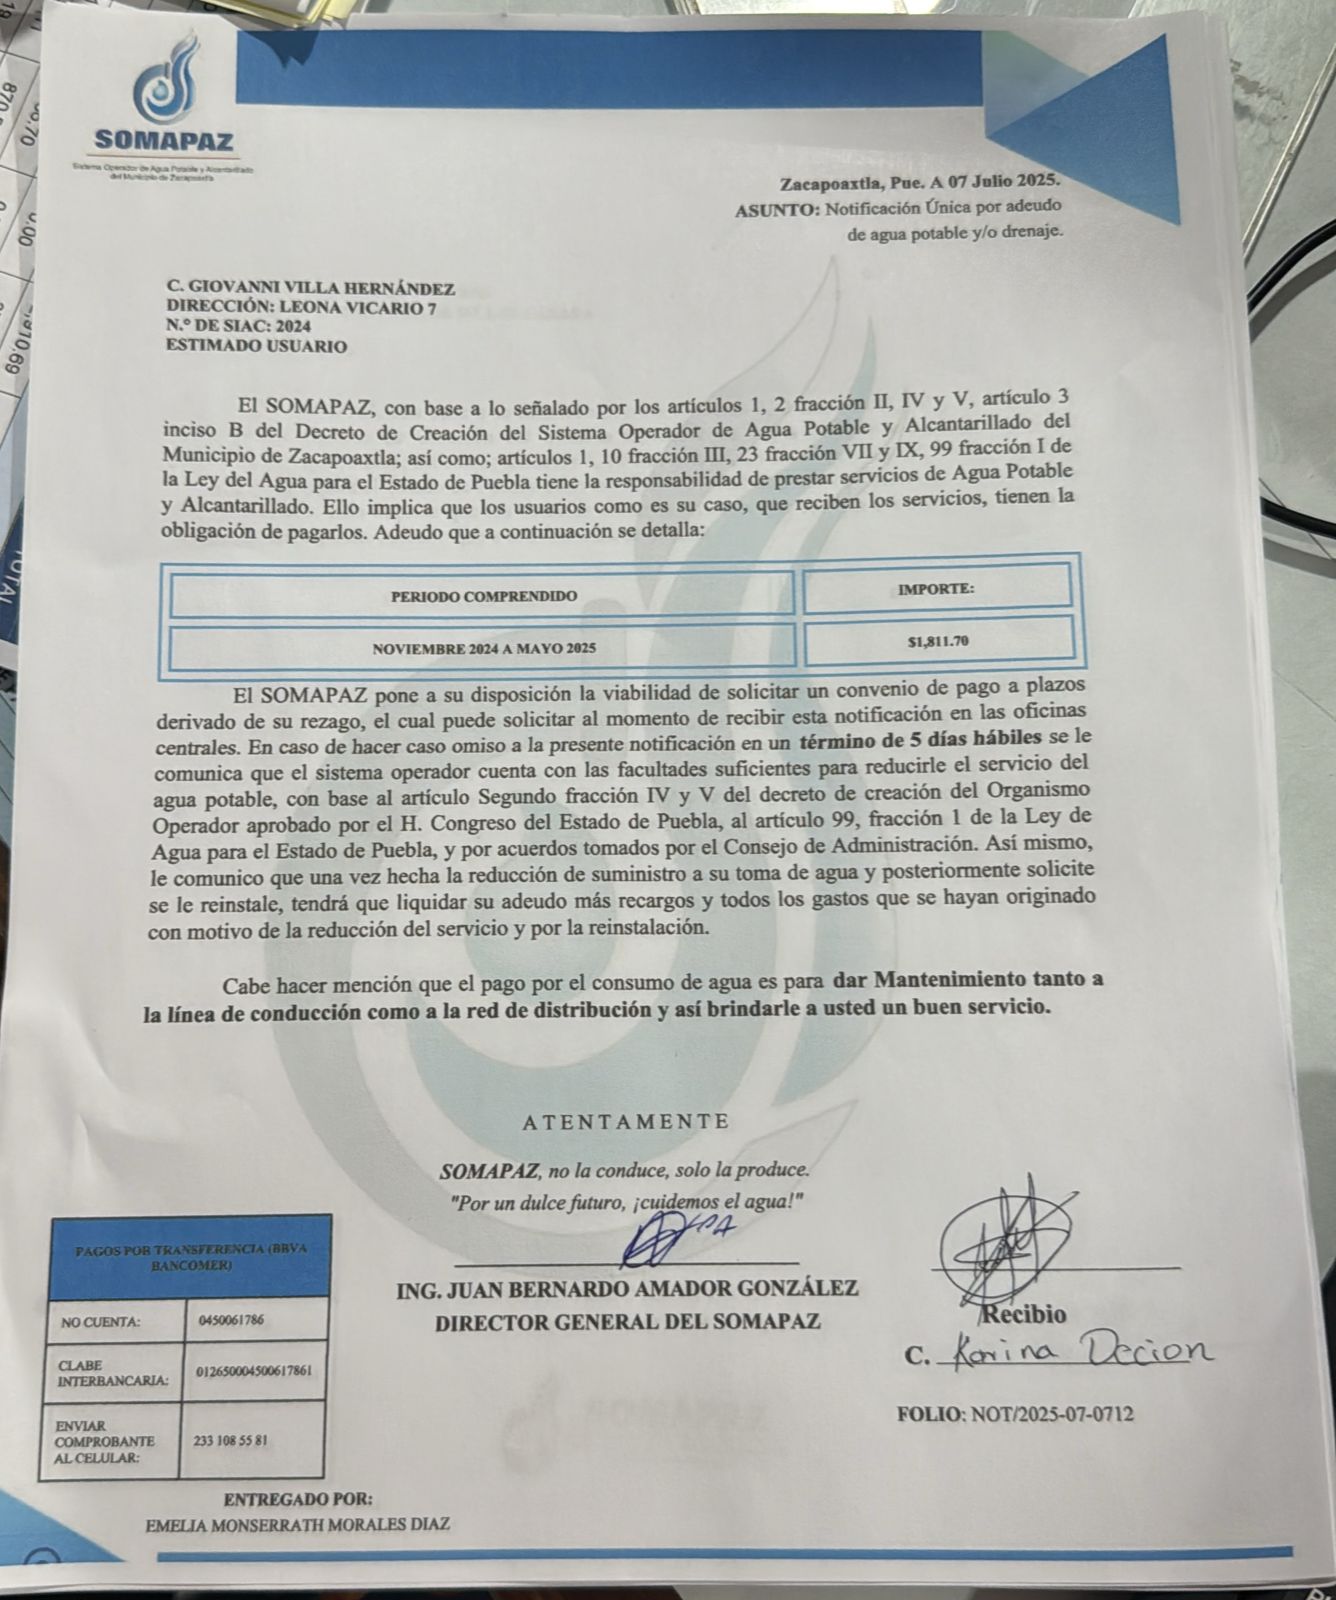 SOMAPAZ
Sistema Operador de Agua Potable y Alcantarillado
del Municipio de Zacapoaxtla
Zacapoaxtla, Pue. A 07 Julio 2025.
ASUNTO: Notificación Única por adeudo
de agua potable y/o drenaje.
C. GIOVANNI VILLA HERNÁNDEZ
DIRECCIÓN: LEONA VICARIO 7
N.º DE SIAC: 2024
ESTIMADO USUARIO
El SOMAPAZ, con base a lo señalado por los artículos 1, 2 fracción II, IV y V, artículo 3
inciso B del Decreto de Creación del Sistema Operador de Agua Potable y Alcantarillado del
Municipio de Zacapoaxtla; así como; artículos 1, 10 fracción III, 23 fracción VII y IX, 99 fracción I de
la Ley del Agua para el Estado de Puebla tiene la responsabilidad de prestar servicios de Agua Potable
y Alcantarillado. Ello implica que los usuarios como es su caso, que reciben los servicios, tienen la
obligación de pagarlos. Adeudo que a continuación se detalla:
PERIODO COMPRENDIDO
IMPORTE:
NOVIEMBRE 2024 A MAYO 2025
$1,811.70
El SOMAPAZ pone a su disposición la viabilidad de solicitar un convenio de pago a plazos
derivado de su rezago, el cual puede solicitar al momento de recibir esta notificación en las oficinas
centrales. En caso de hacer caso omiso a la presente notificación en un término de 5 días hábiles se le
comunica que el sistema operador cuenta con las facultades suficientes para reducirle el servicio del
agua potable, con base al artículo Segundo fracción IV y V del decreto de creación del Organismo
Operador aprobado por el H. Congreso del Estado de Puebla, al artículo 99, fracción 1 de la Ley de
Agua para el Estado de Puebla, y por acuerdos tomados por el Consejo de Administración. Así mismo,
le comunico que una vez hecha la reducción de suministro a su toma de agua y posteriormente solicite
se le reinstale, tendrá que liquidar su adeudo más recargos y todos los gastos que se hayan originado
con motivo de la reducción del servicio y por la reinstalación.
Cabe hacer mención que el pago por el consumo de agua es para dar Mantenimiento tanto a
la línea de conducción como a la red de distribución y así brindarle a usted un buen servicio.
ATENTAMENTE
SOMAPAZ, no la conduce, solo la produce.
"Por un dulce futuro, ¡cuidemos el agua!"
ING. JUAN BERNARDO AMADOR GONZÁLEZ
DIRECTOR GENERAL DEL SOMAPAZ
Recibio
C. Karina Decion
FOLIO: NOT/2025-07-0712
PAGOS POR TRANSFERENCIA (BBVA
BANCOMER)
NO CUENTA:
0450061786
CLABE
INTERBANCARIA:
012650004500617861
ENVIAR
COMPROBANTE
AL CELULAR:
233 108 55 81
ENTREGADO POR:
EMELIA MONSERRATH MORALES DIAZ